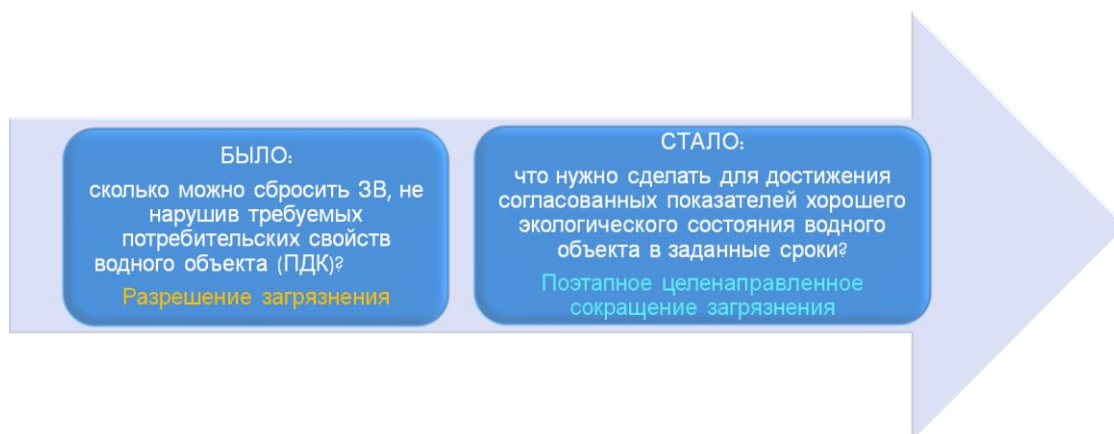 БЫЛО:
сколько можно сбросить ЗВ, не
нарушив требуемых
потребительских свойств
водного объекта (ПДК)?
Разрешение загрязнения
СТАЛО:
что нужно сделать для достижения
согласованных показателей хорошего
экологического состояния водного
объекта в заданные сроки?
Поэтапное целенаправленное
сокращение загрязнения